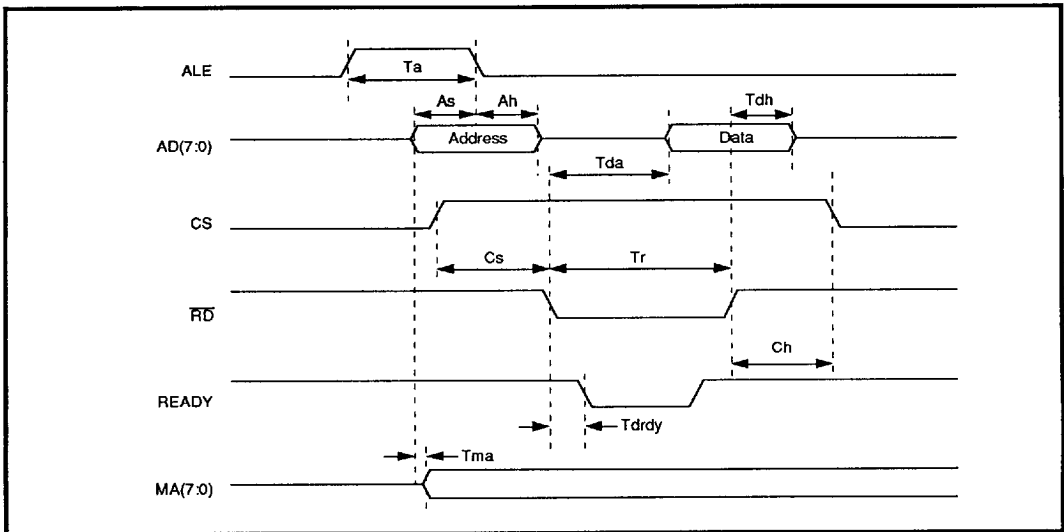 ALE
Ta
As
Ah
Tdh
AD(7:0)
Address
Data
Tda
CS
Cs
Tr
RD
Ch
READY
Tdrdy
Tma
MA(7:0)